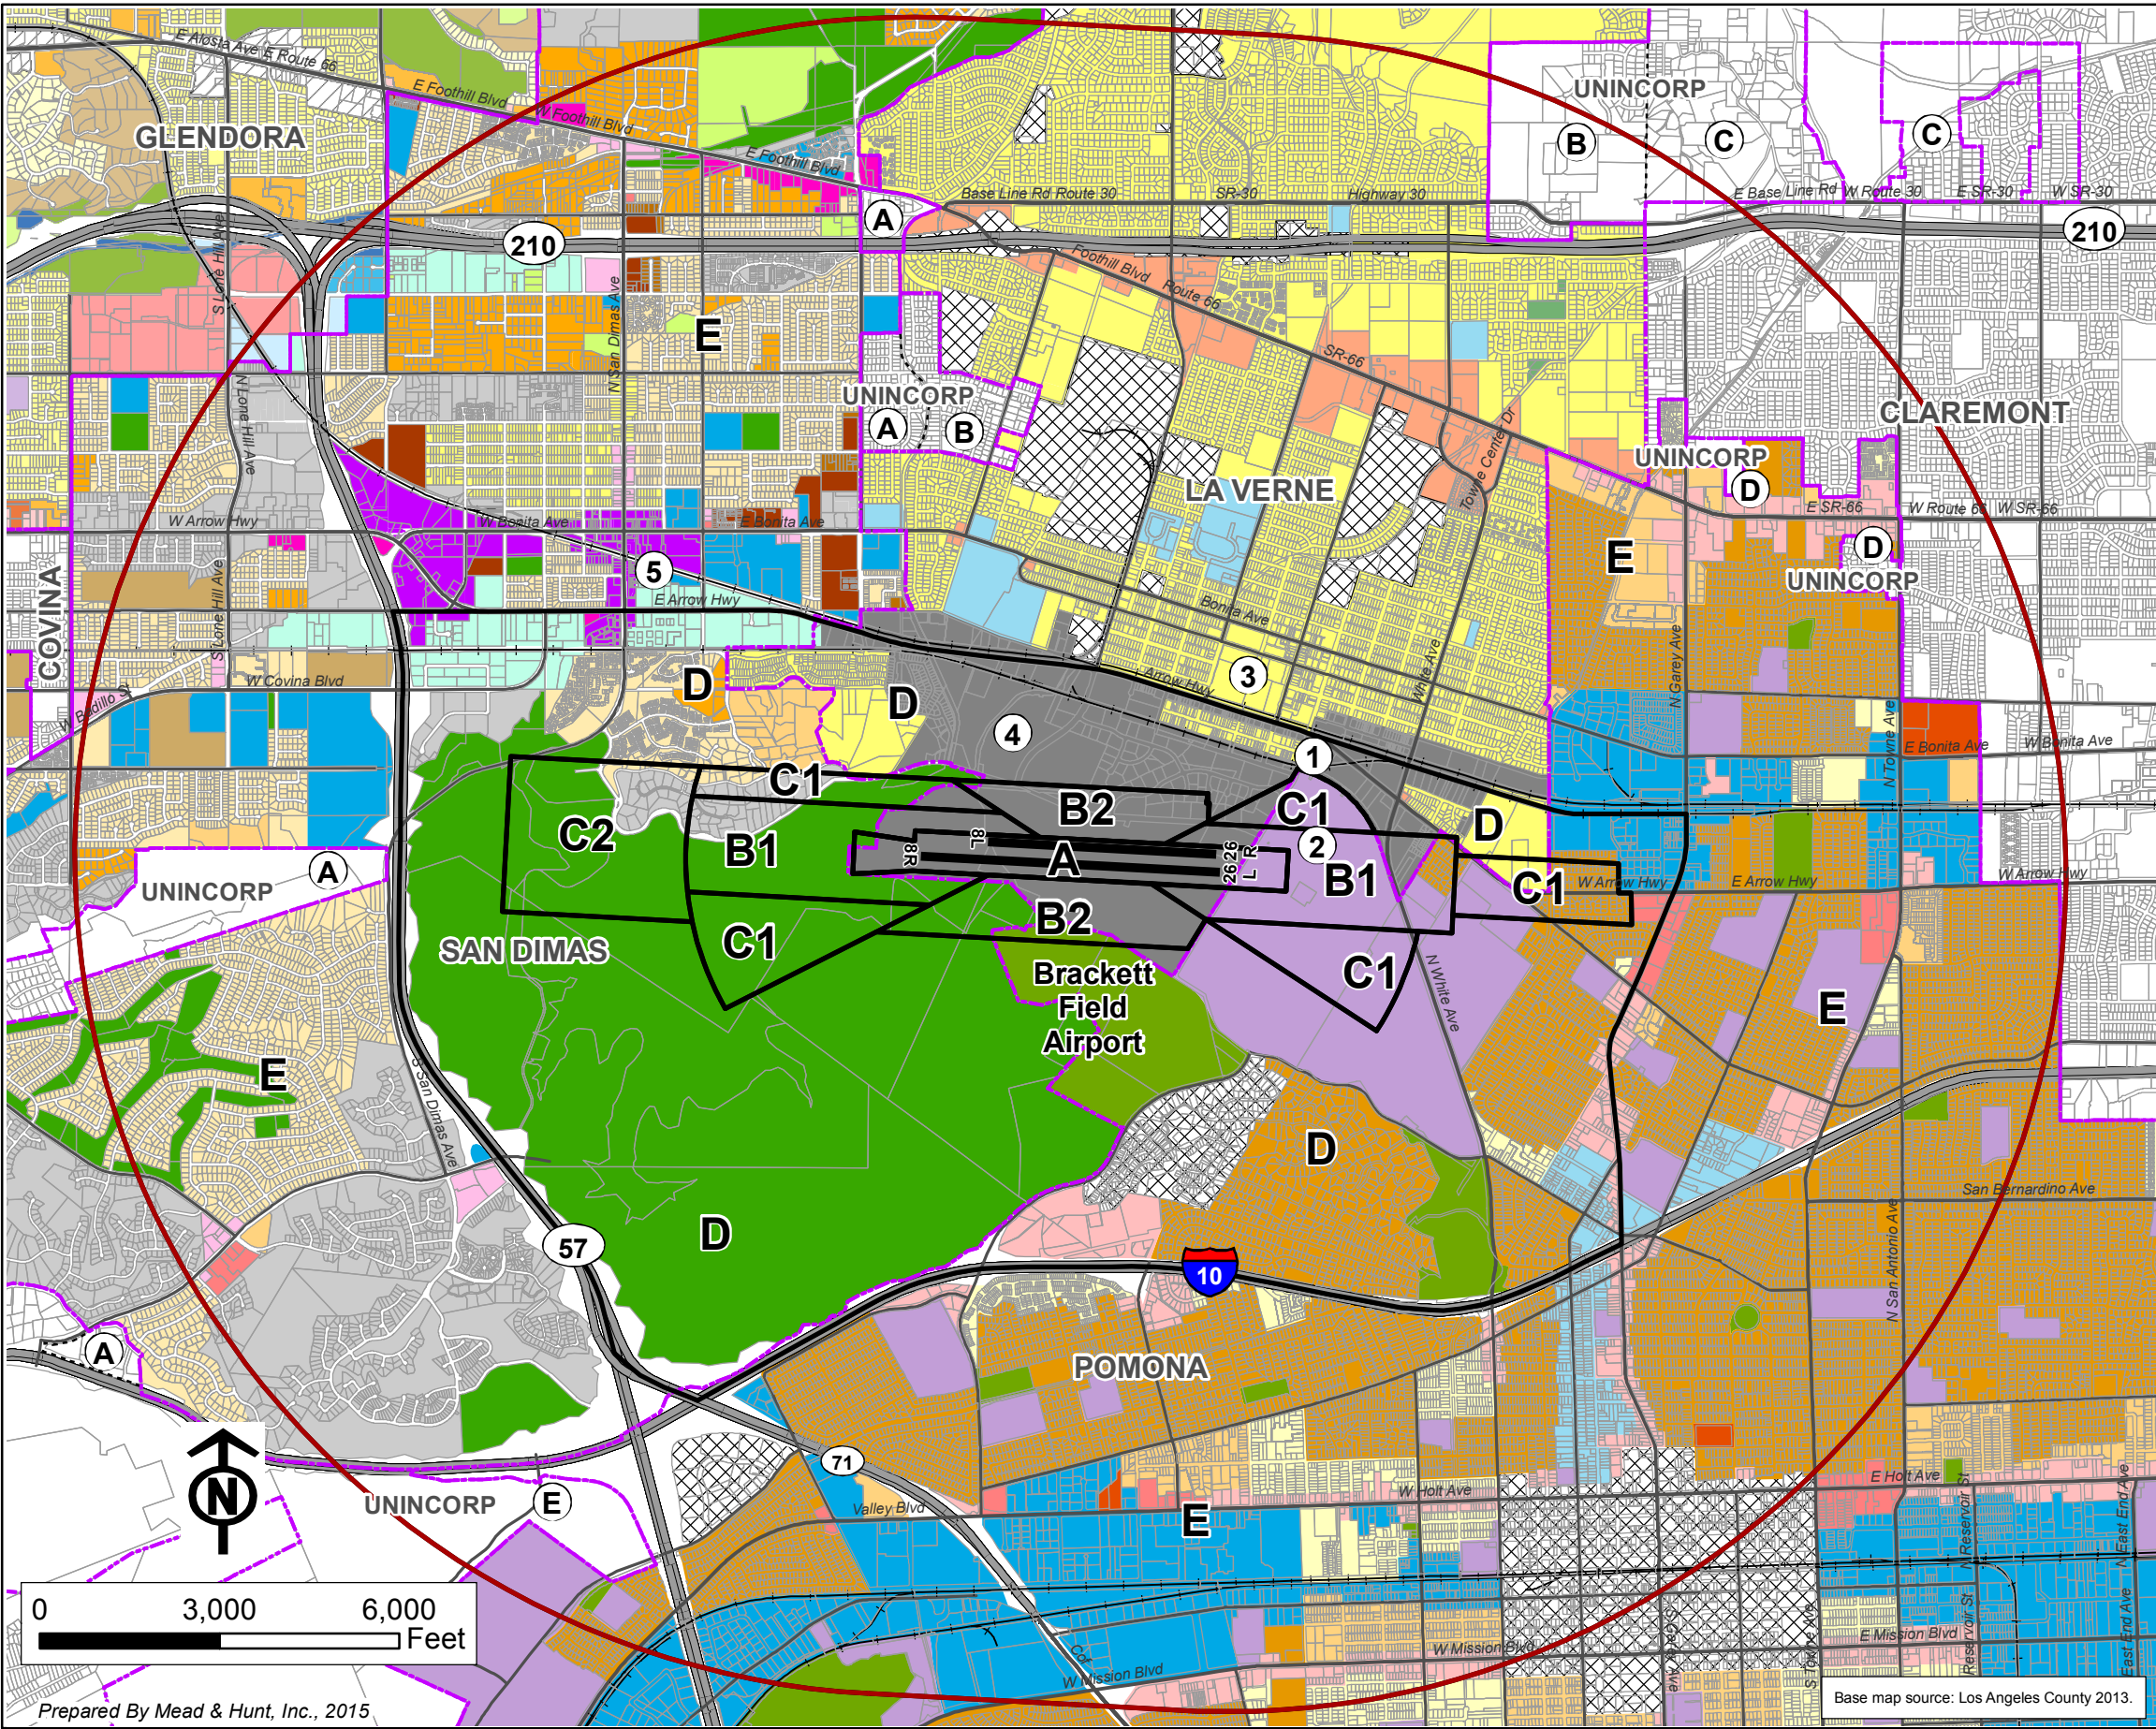 E Alosta Ave E Route 66
E Foothill Blvd
W Foothill Blvd
E Foothill Blvd
GLENDORA
UNINCORP
B
C
C
Base Line Rd Route 30
SR-30
Highway 30
E Base Line Rd
W Route 30
E SR-30
W SR-30
A
210
210
S Lone Hill Ave
N San Dimas Ave
E
Foothill Blvd
Route 66
SR-66
Towne Center Dr
N Lone Hill Ave
UNINCORP
A
B
CLAREMONT
UNINCORP
D
LA VERNE
E SR-66
W Route 66
W SR-66
W Arrow Hwy
W Bonita Ave
E Bonita Ave
D
E
UNINCORP
COVINA
S Lone Hill Ave
5
E Arrow Hwy
Bonita Ave
N Garey Ave
White Ave
W Covina Blvd
W Badillo St
D
D
3
E Arrow Hwy
4
1
N Towne Ave
E Bonita Ave
W Bonita Ave
C1
B2
C1
D
C2
B1
8L
8R
A
26 R
26 L
2
B1
C1
W Arrow Hwy
E Arrow Hwy
W Arrow Hwy
UNINCORP
A
SAN DIMAS
C1
B2
Brackett
Field
Airport
C1
N White Ave
E
E
S San Dimas Ave
D
D
San Bernardino Ave
N San Antonio Ave
57
10
A
POMONA
71
Valley Blvd
E
W Holt Ave
E Holt Ave
N Reservoir St
N East End Ave
UNINCORP
E
N
0
3,000
6,000
Feet
W Mission Blvd
W Mission Blvd
E Mission Blvd
S Garey Ave
S Towne Ave
Reservoir St
East End Ave
Prepared By Mead & Hunt, Inc., 2015
Base map source: Los Angeles County 2013.